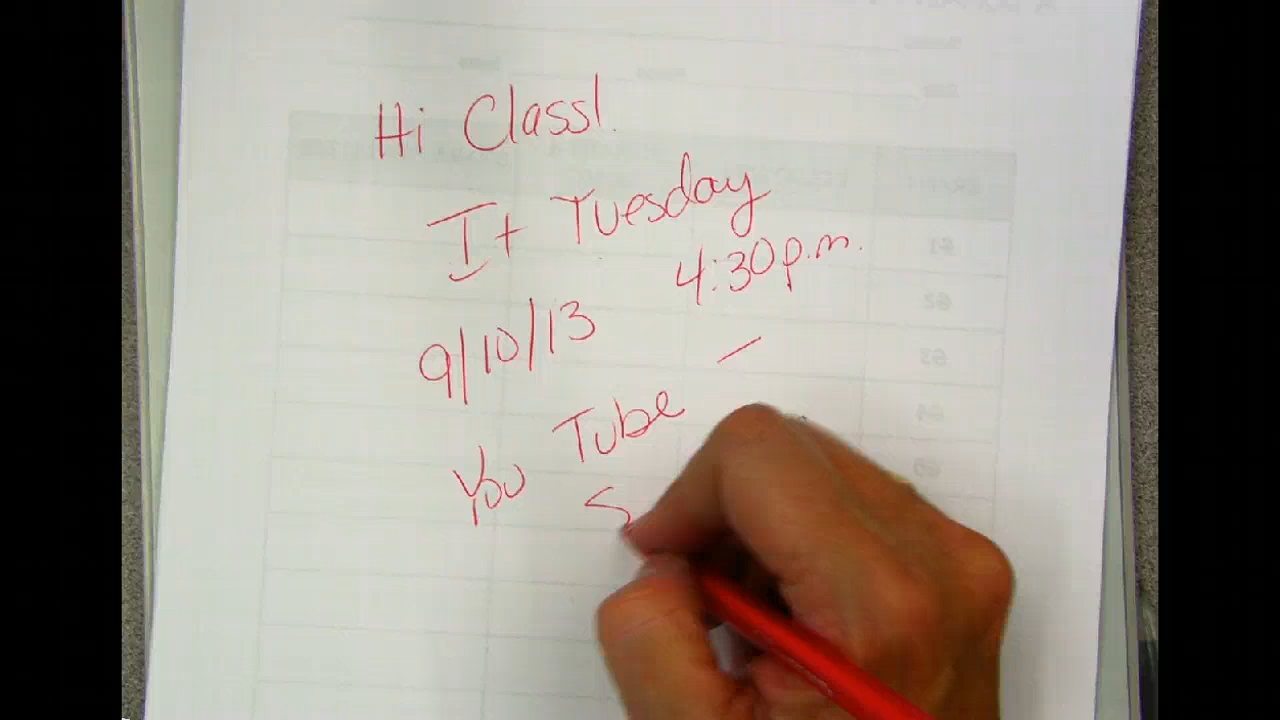 Hi Class!
It Tuesday
4:30 p.m.
9/10/13
You Tube –
S